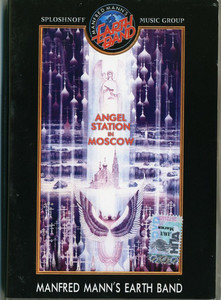 SPLOSHNOFF
MUSIC GROUP
MANFRED MANN'S
EARTH
BAND
ANGEL
STATION
IN
MOSCOW
MANFRED MANN'S EARTH BAND